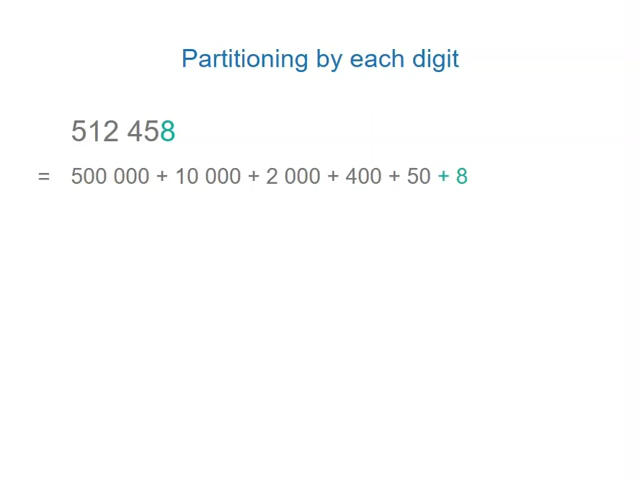 Partitioning by each digit
512 458
= 500 000 + 10 000 + 2 000 + 400 + 50 + 8